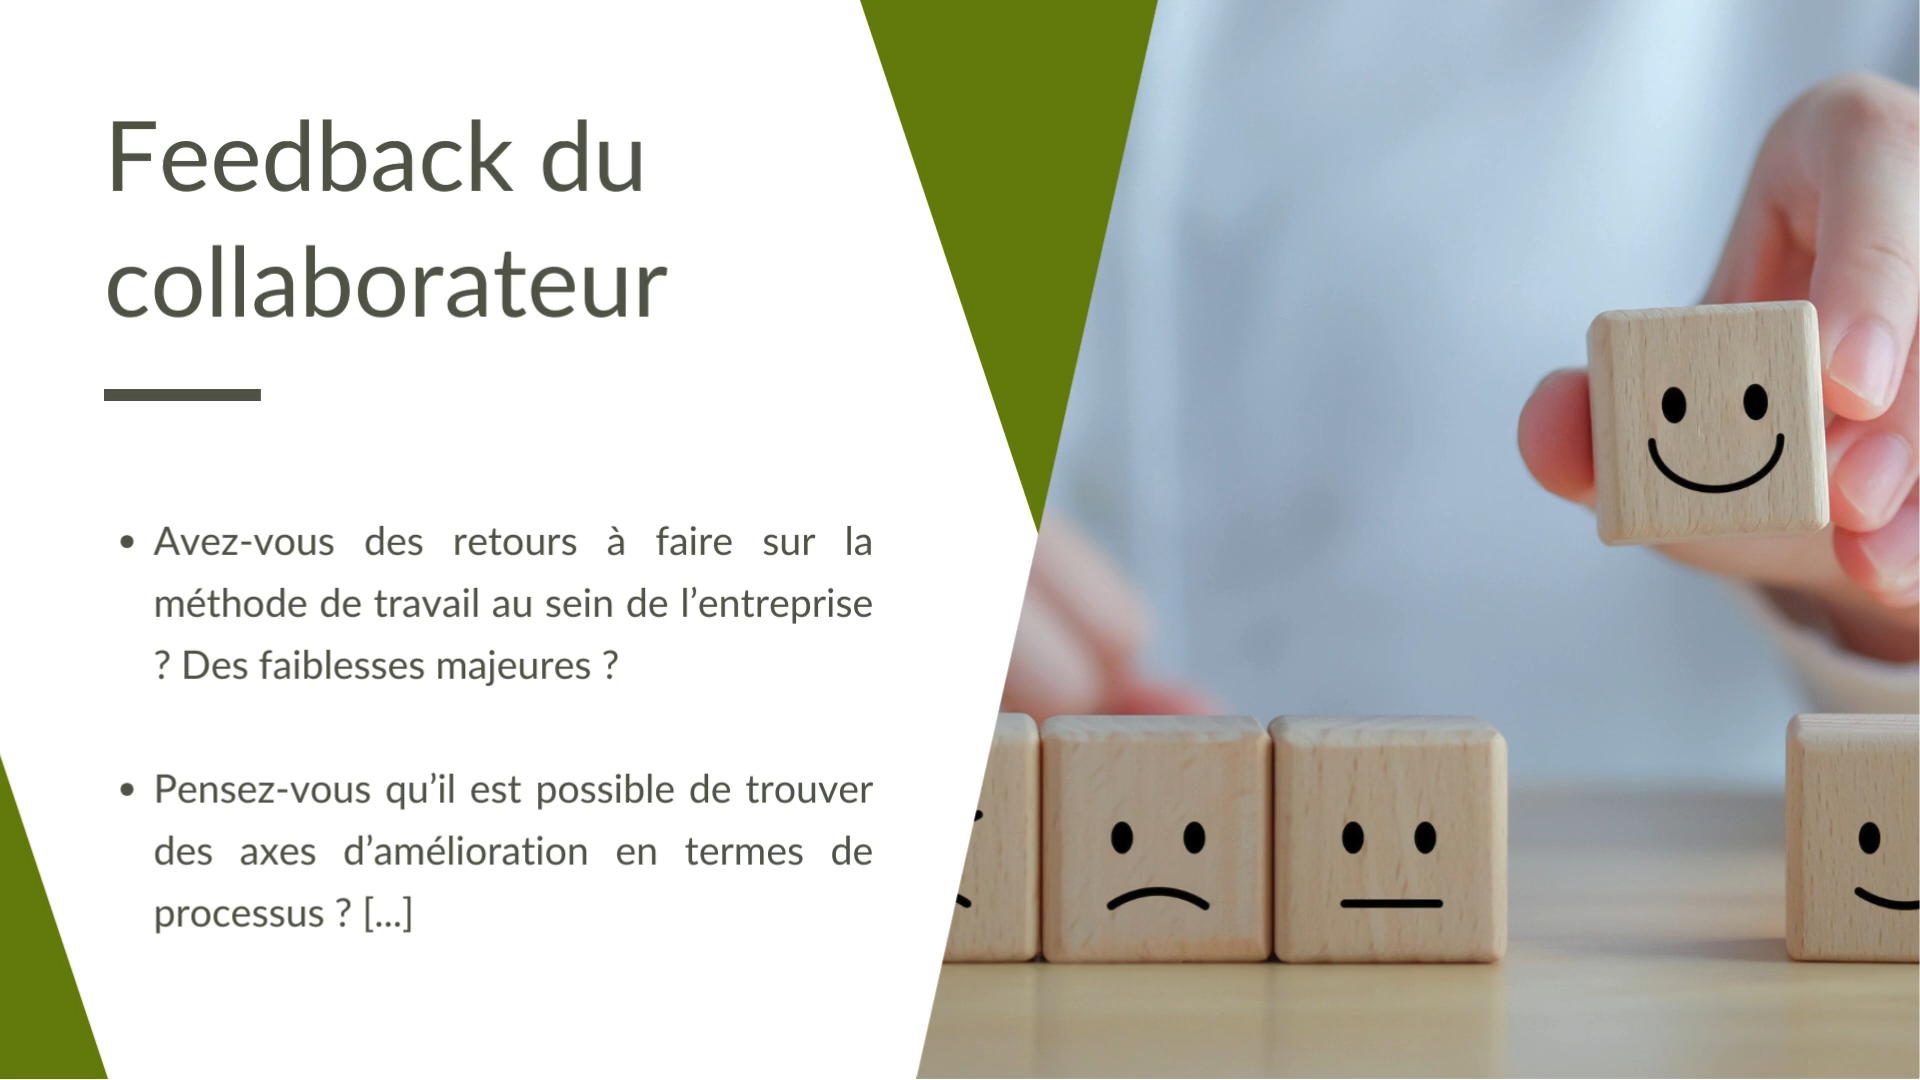 Feedback du
collaborateur
• Avez-vous des retours à faire sur la
méthode de travail au sein de l’entreprise
? Des faiblesses majeures ?
• Pensez-vous qu’il est possible de trouver
des axes d’amélioration en termes de
processus ? [...]